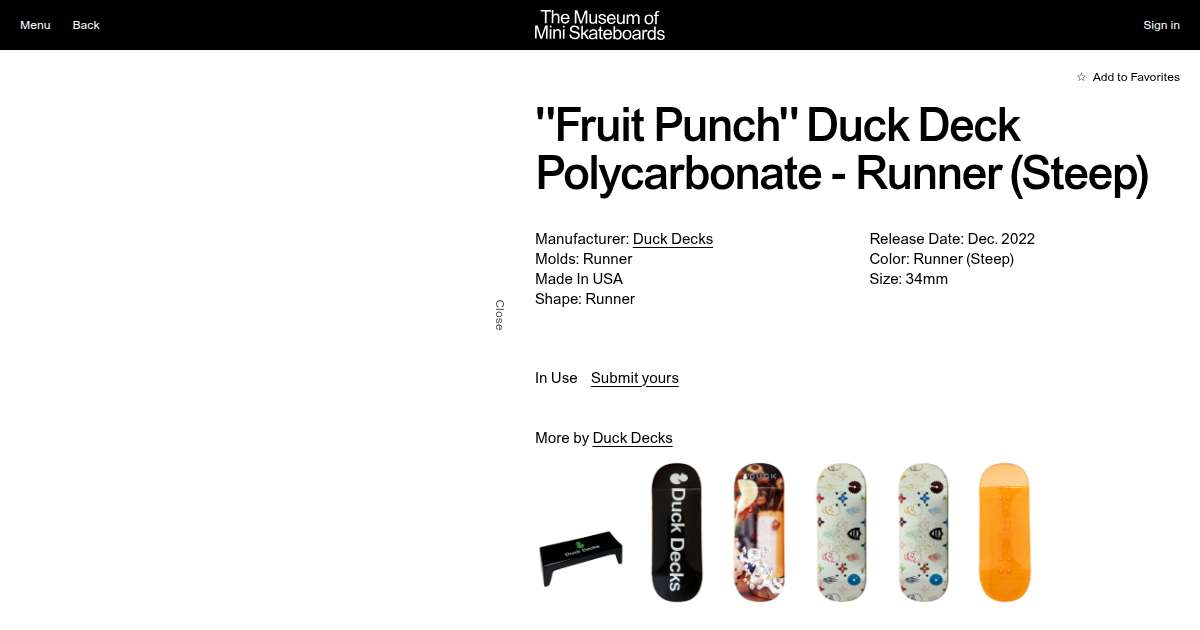 Menu
Back
The Museum of
Mini Skateboards
Sign in
☆ Add to Favorites
"Fruit Punch" Duck Deck
Polycarbonate - Runner (Steep)
Manufacturer: Duck Decks
Molds: Runner
Made In USA
Shape: Runner
Release Date: Dec. 2022
Color: Runner (Steep)
Size: 34mm
Close
In Use
Submit yours
More by Duck Decks
Duck Decks
Duck Decks
DUCK